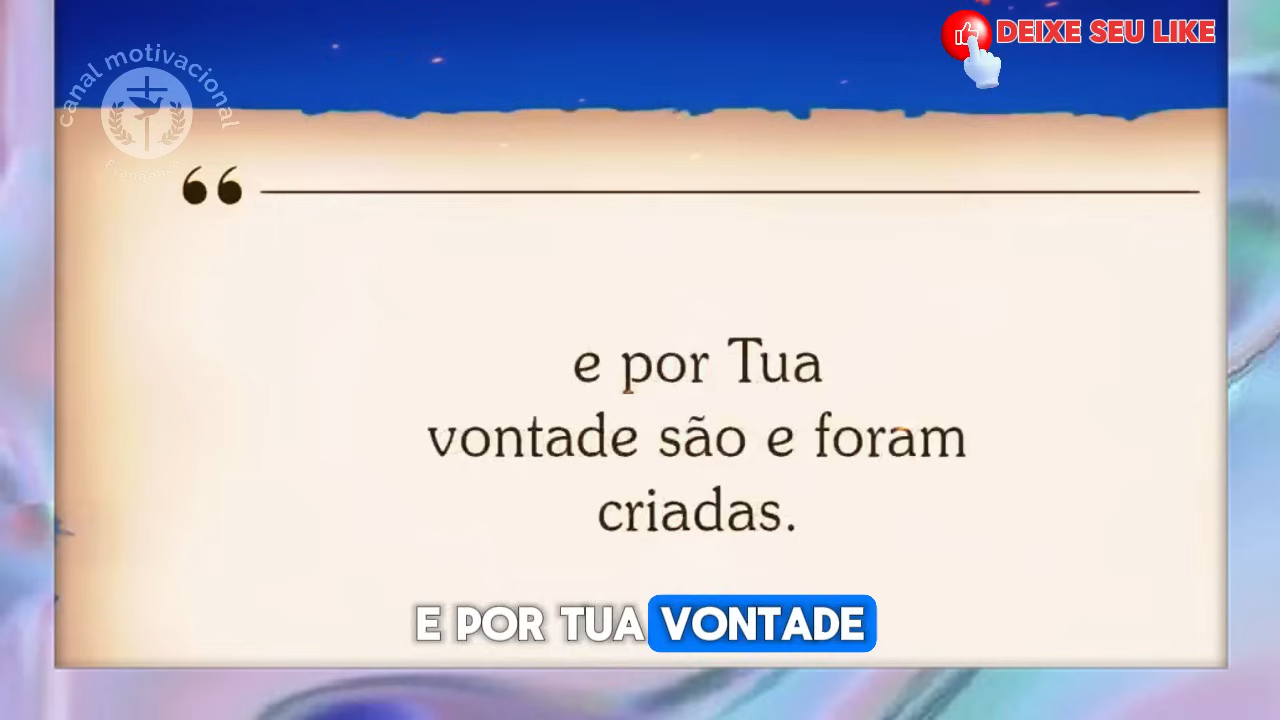 DEIXE SEU LIKE
canal motivacional
e por Tua
vontade são e foram
criadas.
E POR TUA VONTADE